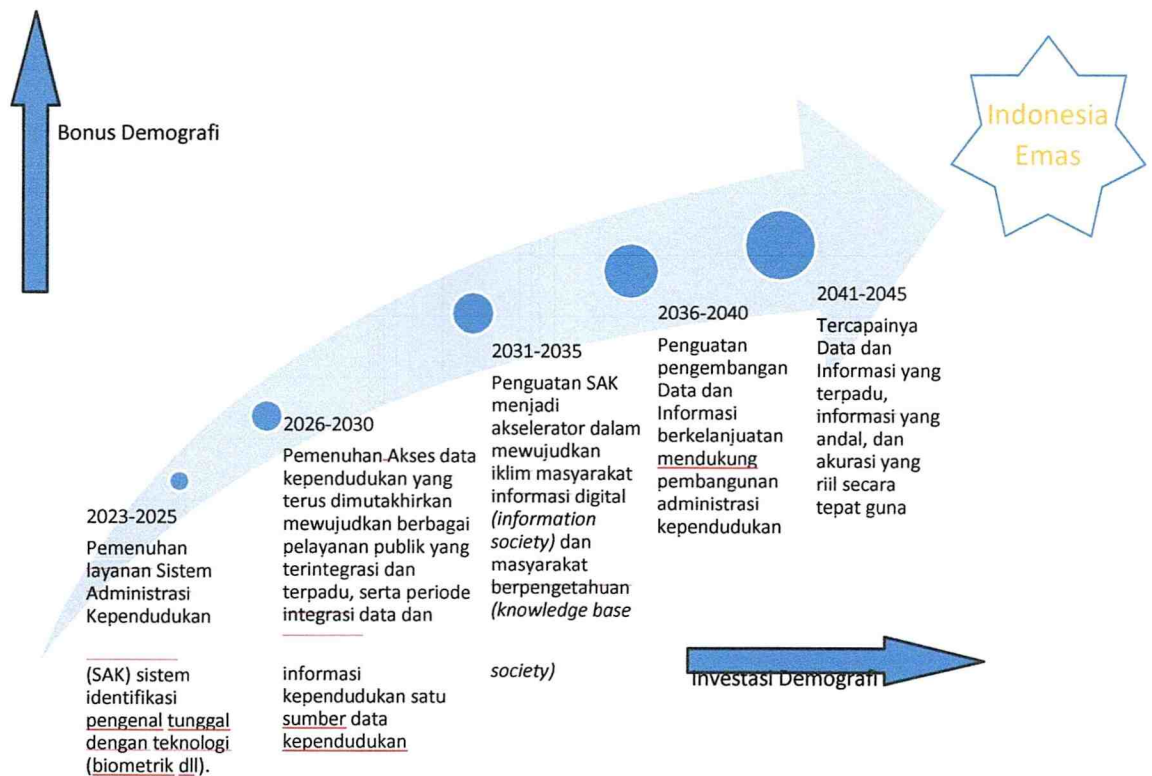 Bonus Demografi
Indonesia
Emas
2023-2025
Pemenuhan
layanan Sistem
Administrasi
Kependudukan
(SAK) sistem
identifikasi
pengenal tunggal
dengan teknologi
(biometrik dll).
2026-2030
Pemenuhan Akses data
kependudukan yang
terus dimutakhirkan
mewujudkan berbagai
pelayanan publik yang
terintegrasi dan
terpadu, serta periode
integrasi data dan
informasi
kependudukan satu
sumber data
kependudukan
2031-2035
Penguatan SAK
menjadi
akselerator dalam
mewujudkan
iklim masyarakat
informasi digital
(information
society) dan
masyarakat
berpengetahuan
(knowledge base
society)
2036-2040
Penguatan
pengembangan
Data dan
Informasi
berkelanjuatan
mendukung
pembangunan
administrasi
kependudukan
2041-2045
Tercapainya
Data dan
Informasi yang
terpadu,
informasi yang
andal, dan
akurasi yang
riil secara
tepat guna
Investasi Demografi